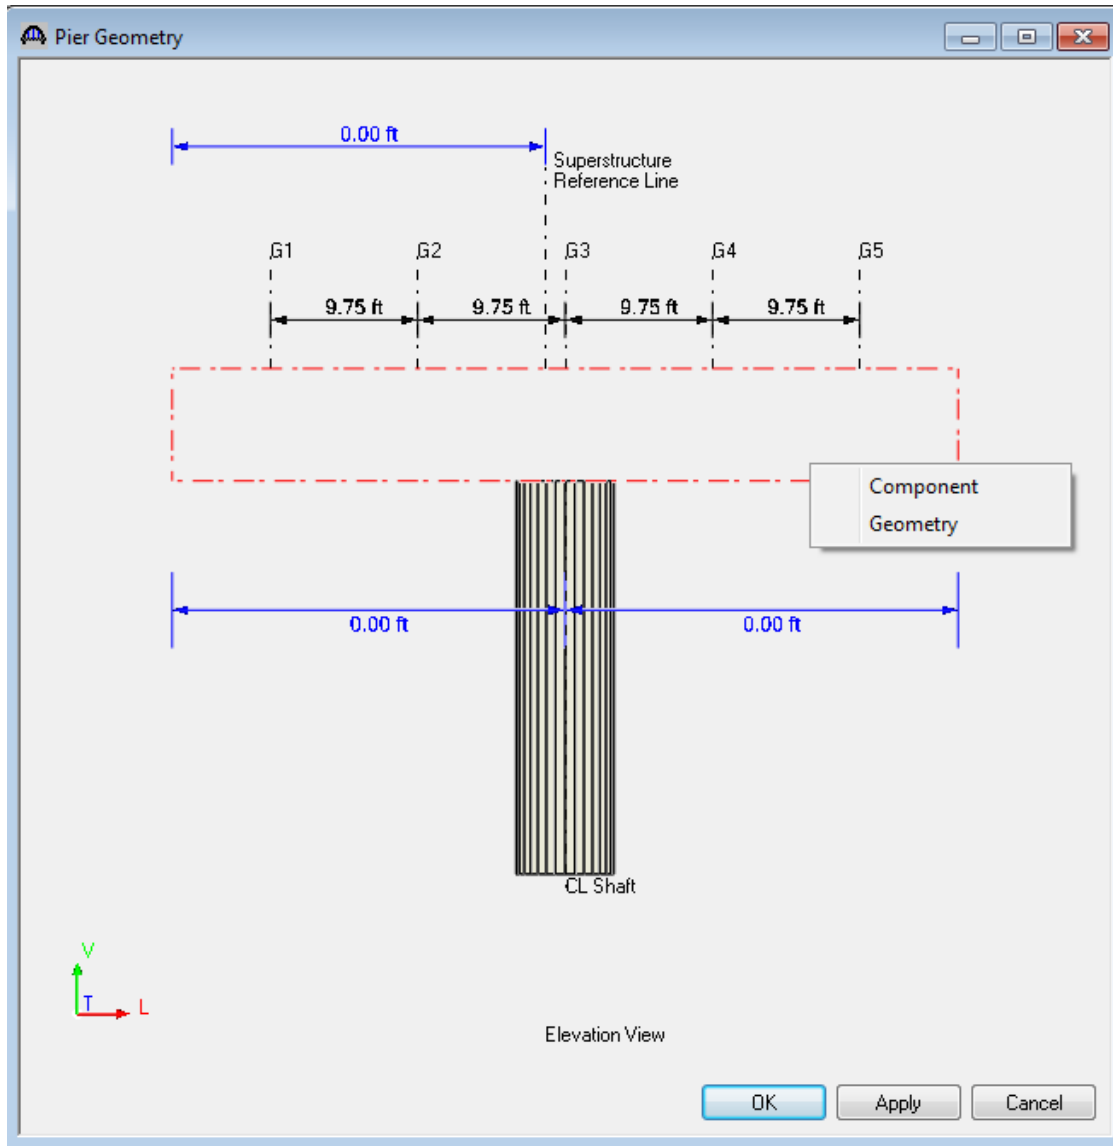 Pier Geometry
0.00 ft
Superstructure
Reference Line
G1 G2 G3 G4 G5
9.75 ft 9.75 ft 9.75 ft 9.75 ft
Component
Geometry
0.00 ft 0.00 ft
CL Shaft
V
T L
Elevation View
OK Apply Cancel